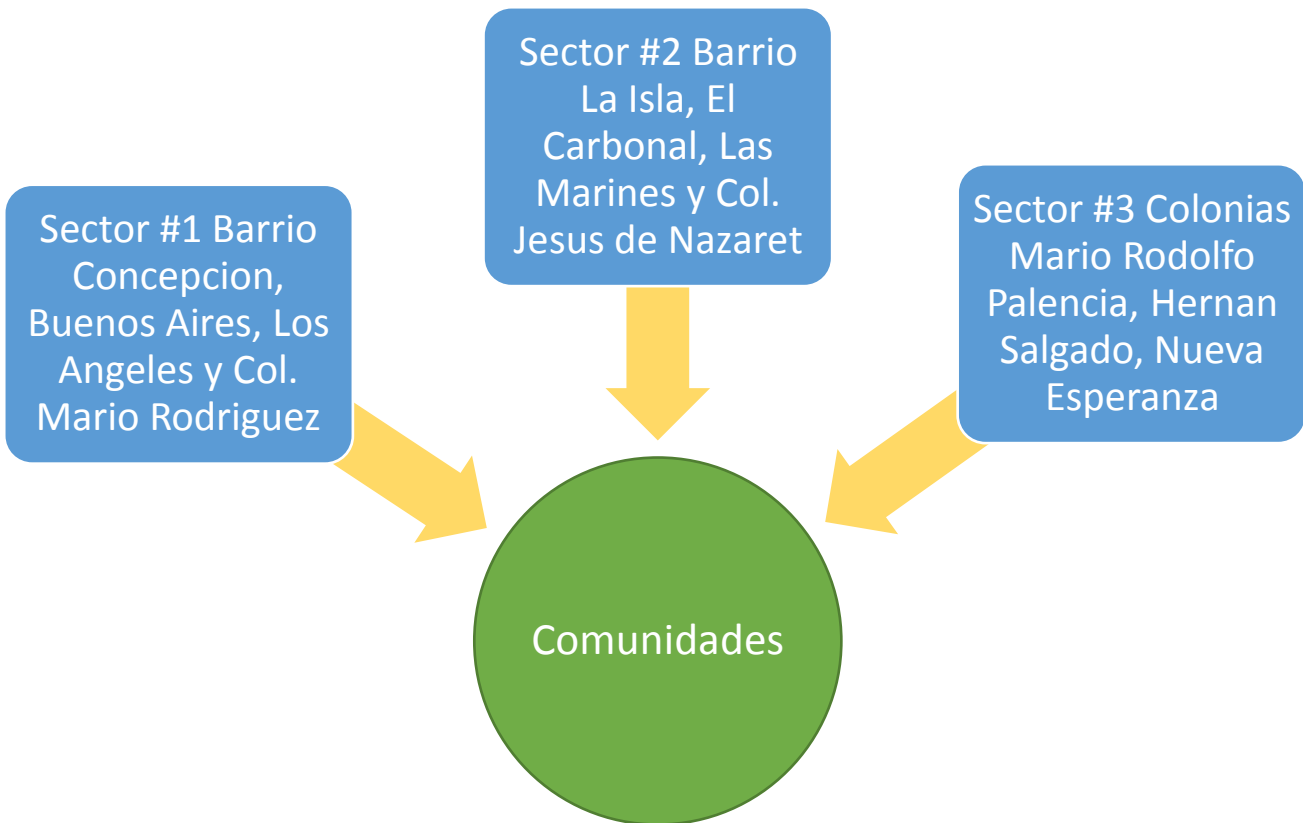 Sector #1 Barrio
Concepcion,
Buenos Aires, Los
Angeles y Col.
Mario Rodriguez
Sector #2 Barrio
La Isla, El
Carbonal, Las
Marines y Col.
Jesus de Nazaret
Sector #3 Colonias
Mario Rodolfo
Palencia, Hernan
Salgado, Nueva
Esperanza
Comunidades